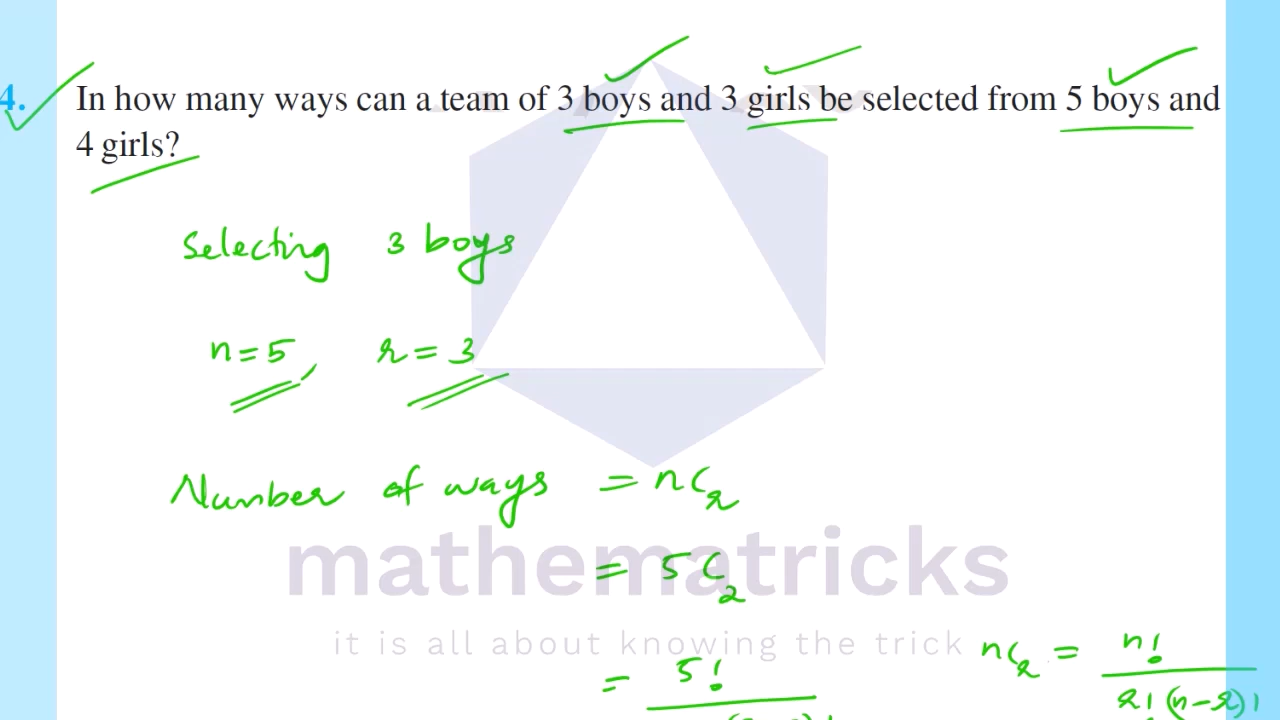 4. In how many ways can a team of 3 boys and 3 girls be selected from 5 boys and
4 girls?
Selecting 3 boys
n=5, r=3
Number of ways = nCr
= 5C2
mathematricks
it is all about knowing the trick
nCr = n!
= 5!
r!(n-r)!